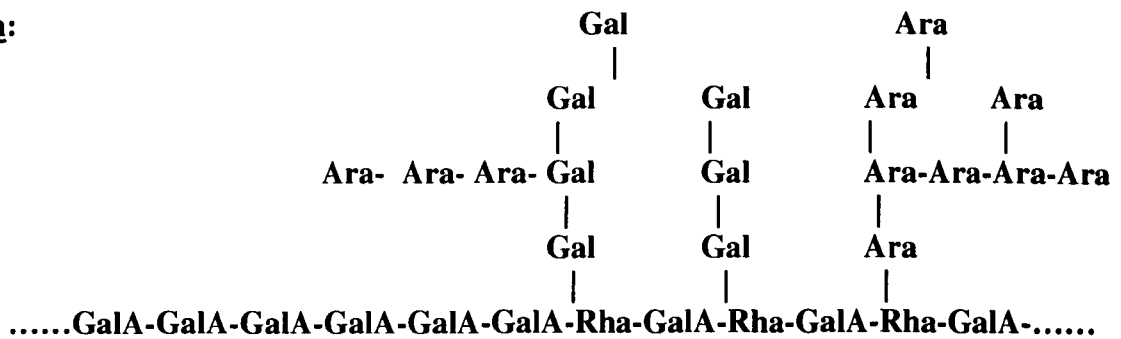 Gal Ara
Gal Gal Ara Ara
Ara- Ara- Ara- Gal Gal Ara-Ara-Ara-Ara
Gal Gal Ara
......GalA-GalA-GalA-GalA-GalA-GalA-Rha-GalA-Rha-GalA-Rha-GalA-......